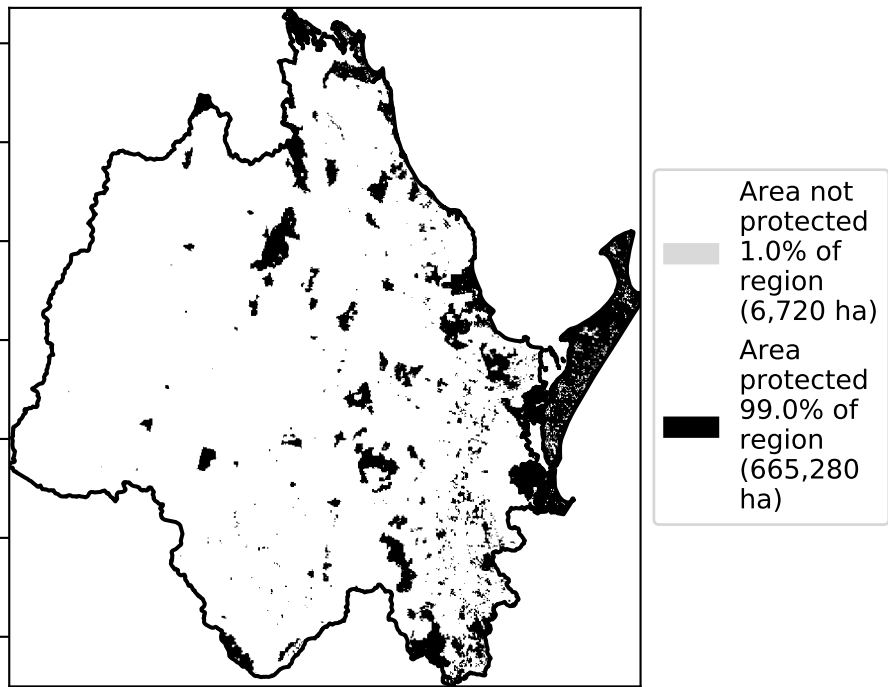 Area not
protected
1.0% of
region
(6,720 ha)
Area
protected
99.0% of
region
(665,280
ha)